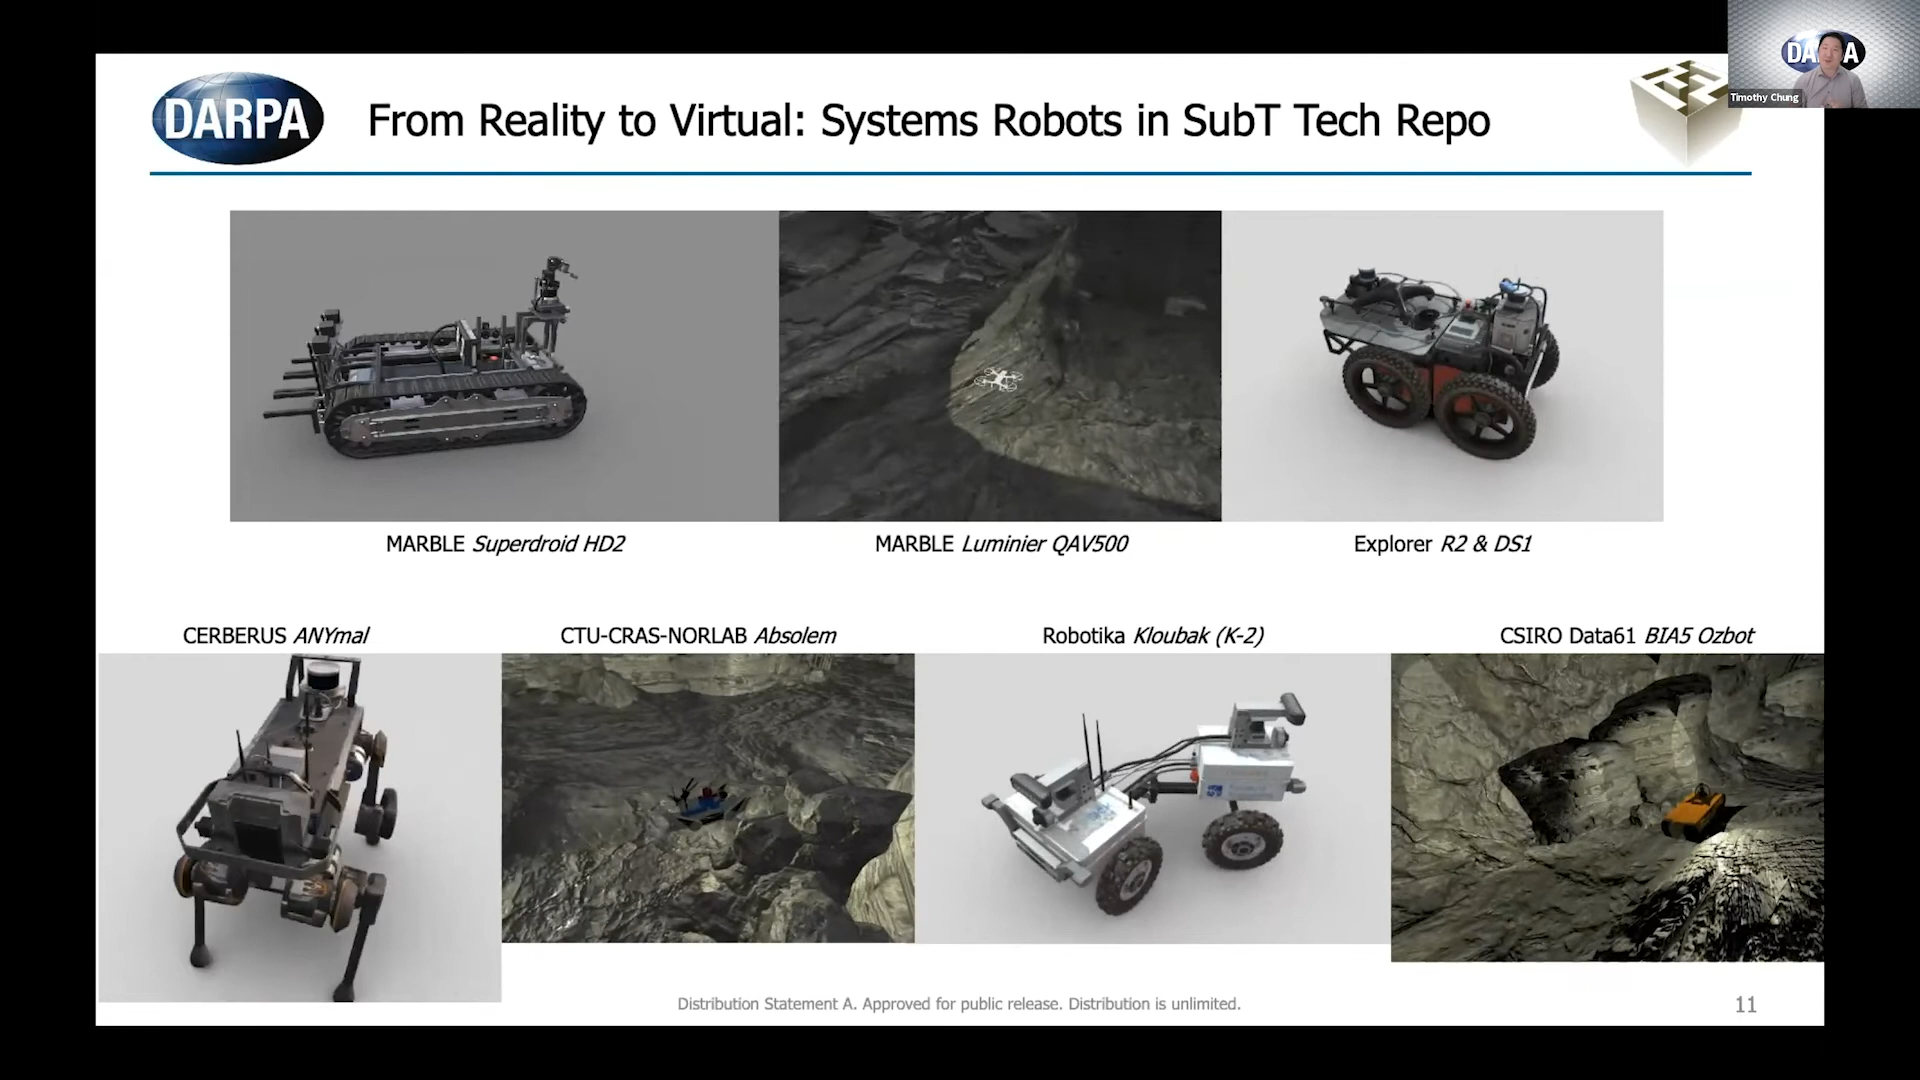 DARPA
From Reality to Virtual: Systems Robots in SubT Tech Repo
DARPA
Timothy Chung
MARBLE Superdroid HD2
MARBLE Luminier QAV500
Explorer R2 & DS1
CERBERUS ANYmal
CTU-CRAS-NORLAB Absolem
Robotika Kloubak (K-2)
CSIRO Data61 BIA5 Ozbot
Distribution Statement A. Approved for public release. Distribution is unlimited.
11